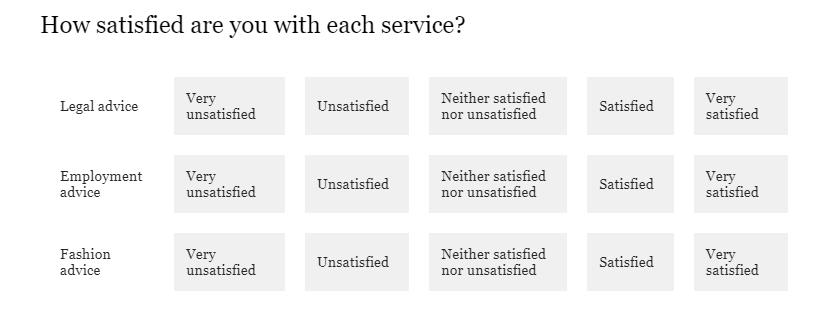 How satisfied are you with each service?
Legal advice
Very
unsatisfied
Unsatisfied
Neither satisfied
nor unsatisfied
Satisfied
Very
satisfied
Employment
advice
Very
unsatisfied
Unsatisfied
Neither satisfied
nor unsatisfied
Satisfied
Very
satisfied
Fashion
advice
Very
unsatisfied
Unsatisfied
Neither satisfied
nor unsatisfied
Satisfied
Very
satisfied